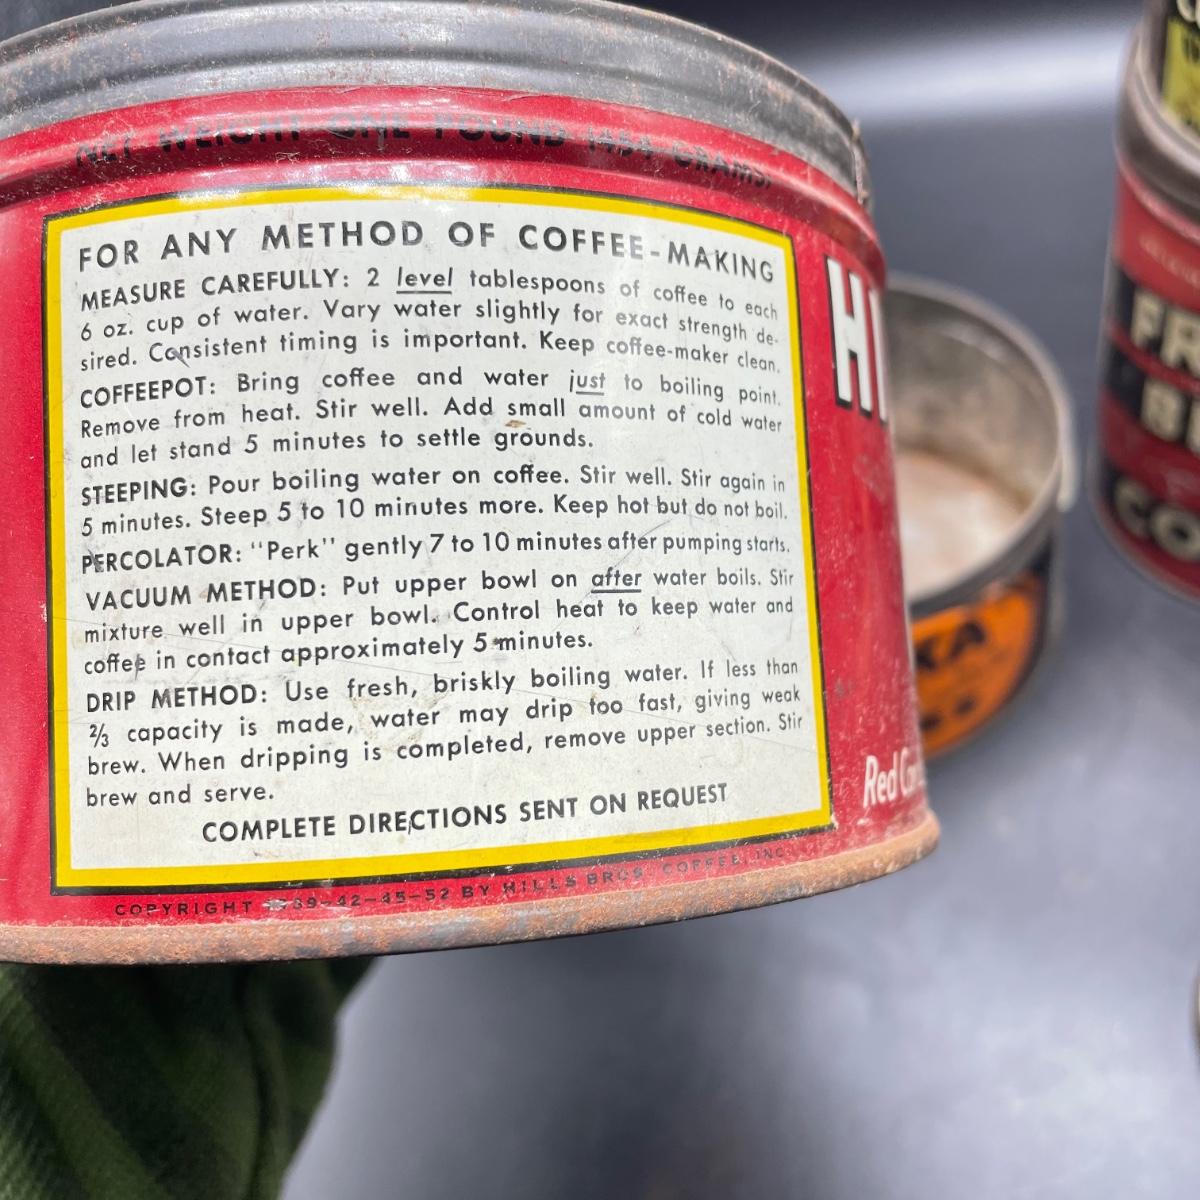 NET WEIGHT ONE POUND (454 GRAMS)
FOR ANY METHOD OF COFFEE-MAKING
MEASURE CAREFULLY: 2 level tablespoons of coffee to each
6 oz. cup of water. Vary water slightly for exact strength de-
sired. Consistent timing is important. Keep coffee-maker clean.
COFFEEPOT: Bring coffee and water just to boiling point.
Remove from heat. Stir well. Add small amount of cold water
and let stand 5 minutes to settle grounds.
STEEPING: Pour boiling water on coffee. Stir well. Stir again in
5 minutes. Steep 5 to 10 minutes more. Keep hot but do not boil.
PERCOLATOR: "Perk" gently 7 to 10 minutes after pumping starts.
VACUUM METHOD: Put upper bowl on after water boils. Stir
mixture well in upper bowl. Control heat to keep water and
coffee in contact approximately 5 minutes.
DRIP METHOD: Use fresh, briskly boiling water. If less than
⅔ capacity is made, water may drip too fast, giving weak
brew. When dripping is completed, remove upper section. Stir
brew and serve.
COMPLETE DIRECTIONS SENT ON REQUEST
COPYRIGHT 1939-42-45-52 BY HILLS BROS. COFFEE, INC.
HI
Red Can
KA
FR
B
CO